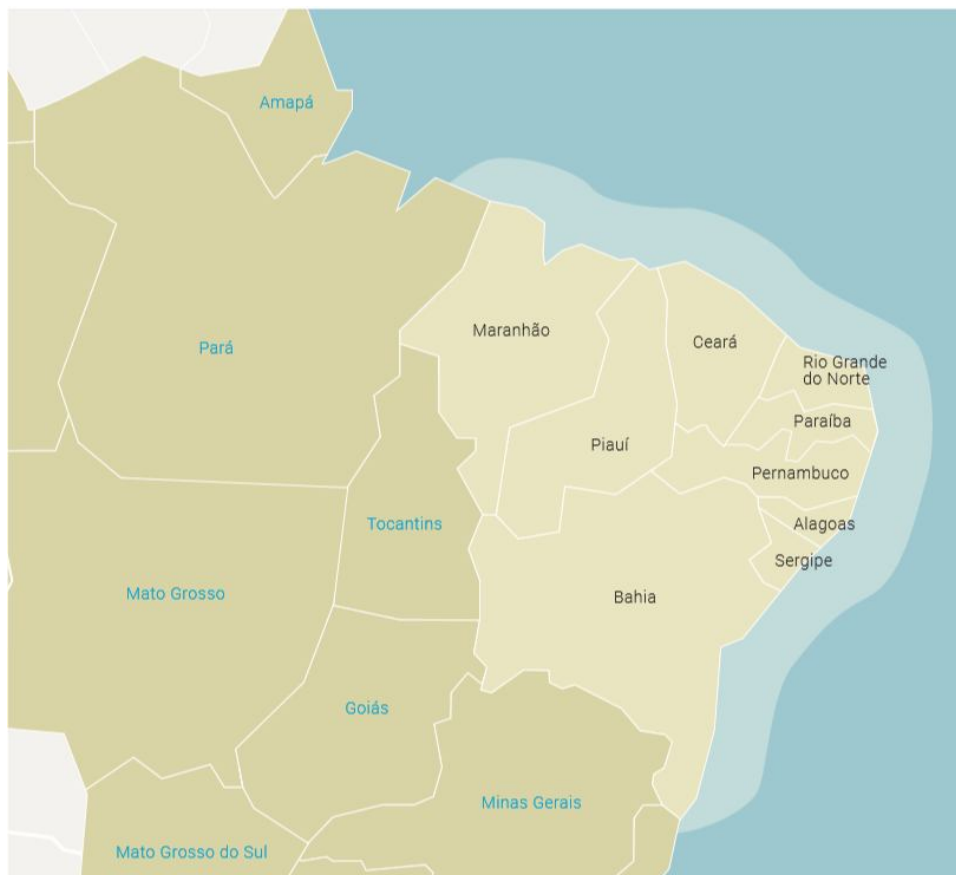 Amapá
Maranhão
Pará
Ceará
Rio Grande
do Norte
Paraíba
Piauí
Pernambuco
Tocantins
Alagoas
Sergipe
Mato Grosso
Bahia
Goiás
Minas Gerais
Mato Grosso do Sul